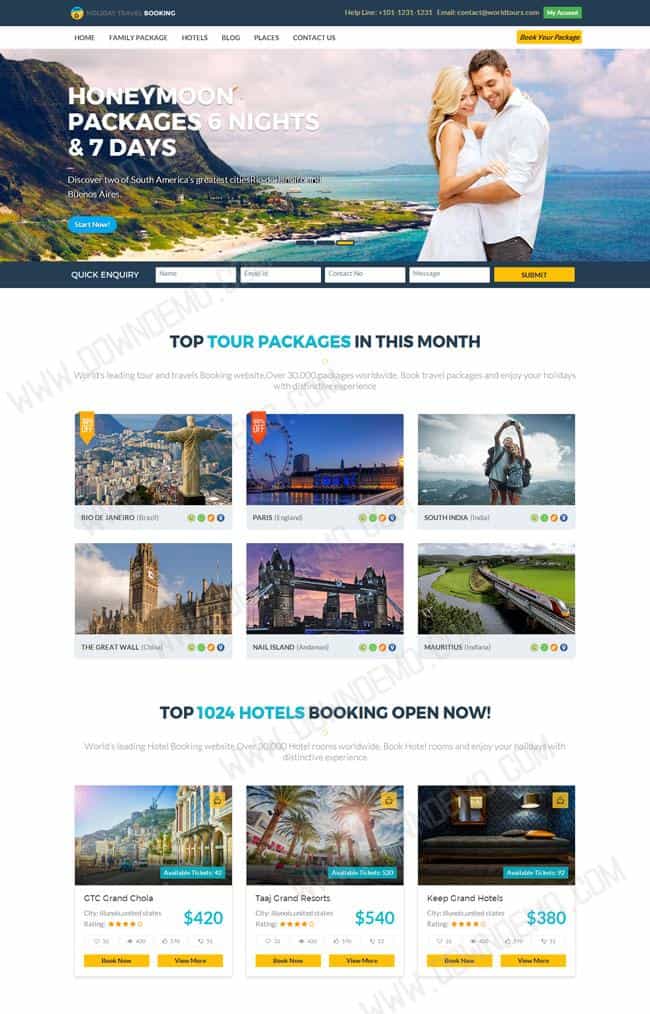 HOLIDAY TRAVEL BOOKING
Help Line: +101-1231-1231 Email: contact@worldtours.com My Account
HOME FAMILY PACKAGE HOTELS BLOG PLACES CONTACT US Book Your Package
HONEYMOON
PACKAGES 6 NIGHTS
& 7 DAYS
Discover two of South America's greatest cities
Buenos Aires.
Start Now!
QUICK ENQUIRY Name Email id Contact No Message SUBMIT
TOP TOUR PACKAGES IN THIS MONTH
World's leading tour and travels Booking website,Over 30,000 packages worldwide. Book travel packages and enjoy your holidays
with distinctive experience
OFF OFF
RIO DE JANEIRO (Brazil) PARIS (England) SOUTH INDIA (India)
THE GREAT WALL (China) NAIL ISLAND (Andaman) MAURITIUS (Indiana)
TOP 1024 HOTELS BOOKING OPEN NOW!
World's leading Hotel Booking website,Over 30,000 Hotel rooms worldwide. Book Hotel rooms and enjoy your
distinctive experience
Available Tickets: 42 Available Tickets: 520 Available Tickets: 92
GTC Grand Chola Taaj Grand Resorts Keep Grand Hotels
City: illunois,united states City: illunois,united states City: illunois,united states
$420 $540 $380
Rating: Rating: Rating:
Book Now View More Book Now View More Book Now View More
WWW.DOWNDEMO.COM